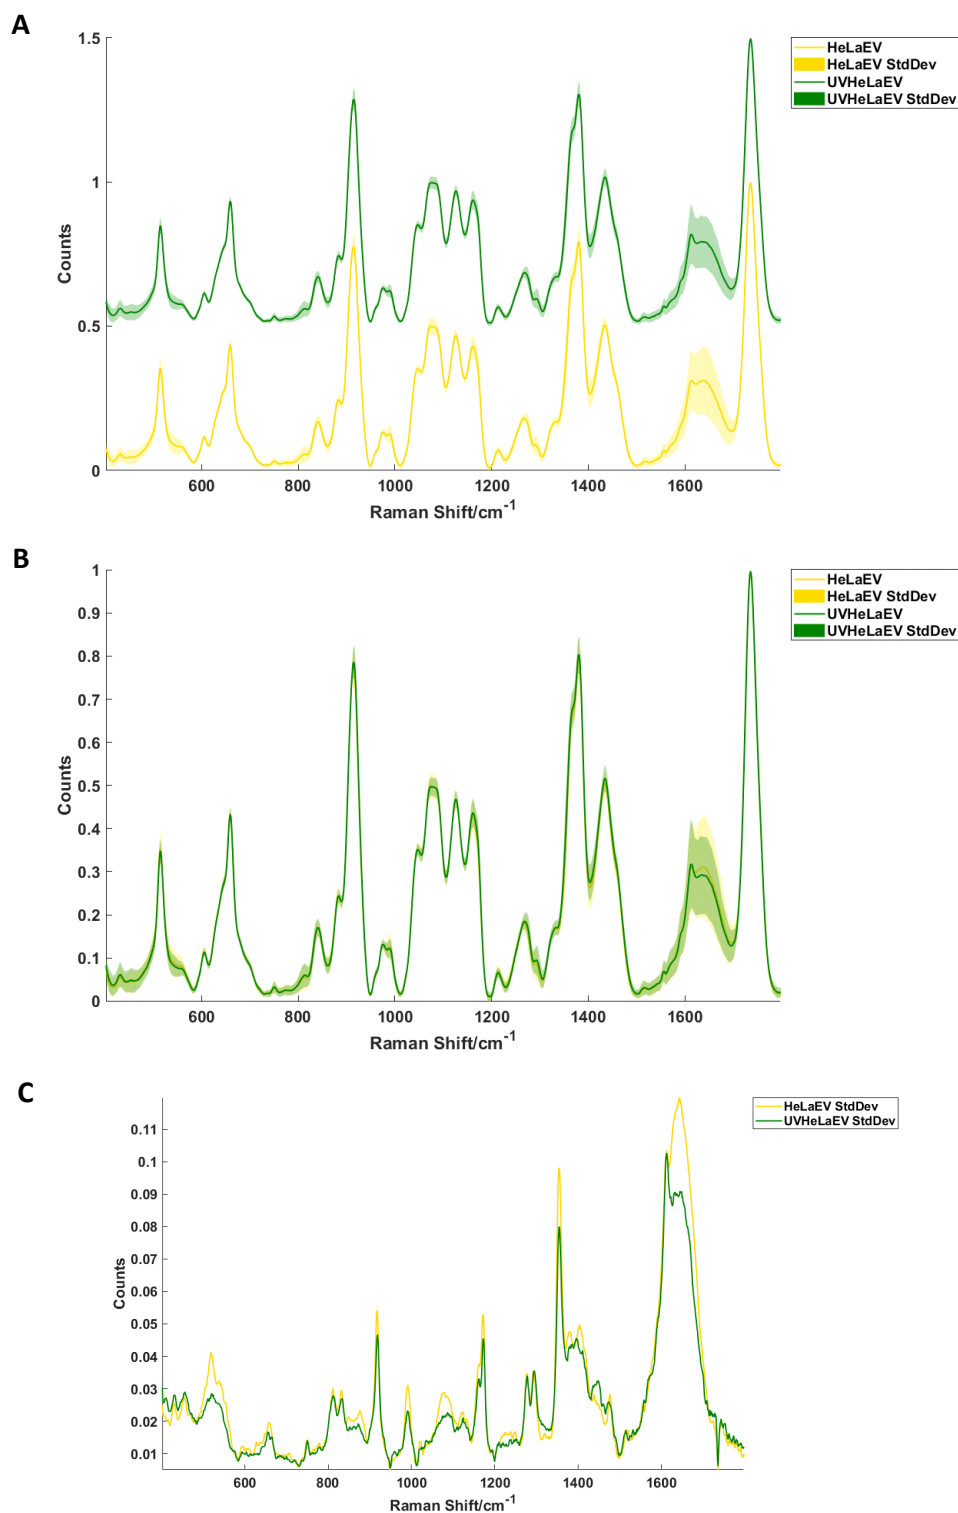 A
1.5
1
0.5
0
Counts
600 800 1000 1200 1400 1600
Raman Shift/cm-1
HeLaEV
HeLaEV StdDev
UVHeLaEV
UVHeLaEV StdDev
B
1
0.9
0.8
0.7
0.6
0.5
0.4
0.3
0.2
0.1
0
Counts
600 800 1000 1200 1400 1600
Raman Shift/cm-1
HeLaEV
HeLaEV StdDev
UVHeLaEV
UVHeLaEV StdDev
C
0.11
0.1
0.09
0.08
0.07
0.06
0.05
0.04
0.03
0.02
0.01
Counts
600 800 1000 1200 1400 1600
Raman Shift/cm-1
HeLaEV StdDev
UVHeLaEV StdDev